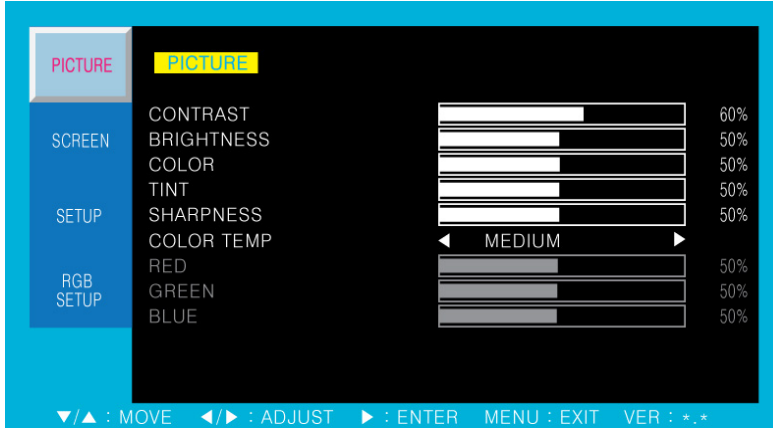 PICTURE
SCREEN
SETUP
RGB
SETUP
PICTURE
CONTRAST 60%
BRIGHTNESS 50%
COLOR 50%
TINT 50%
SHARPNESS 50%
COLOR TEMP ◀ MEDIUM ▶
RED 50%
GREEN 50%
BLUE 50%
▼/▲ : MOVE ◀/▶ : ADJUST ▶ : ENTER MENU : EXIT VER : *.*